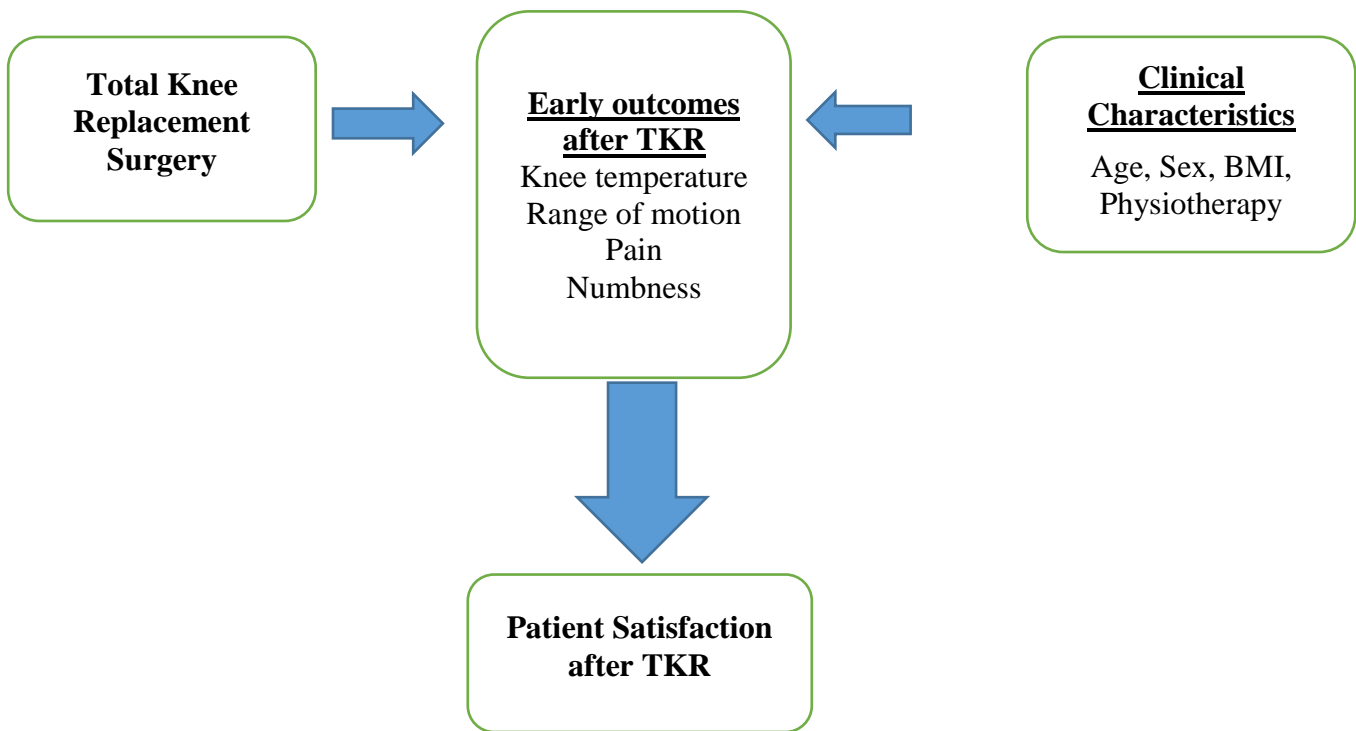 Total Knee
Replacement
Surgery
Early outcomes
after TKR
Knee temperature
Range of motion
Pain
Numbness
Clinical
Characteristics
Age, Sex, BMI,
Physiotherapy
Patient Satisfaction
after TKR